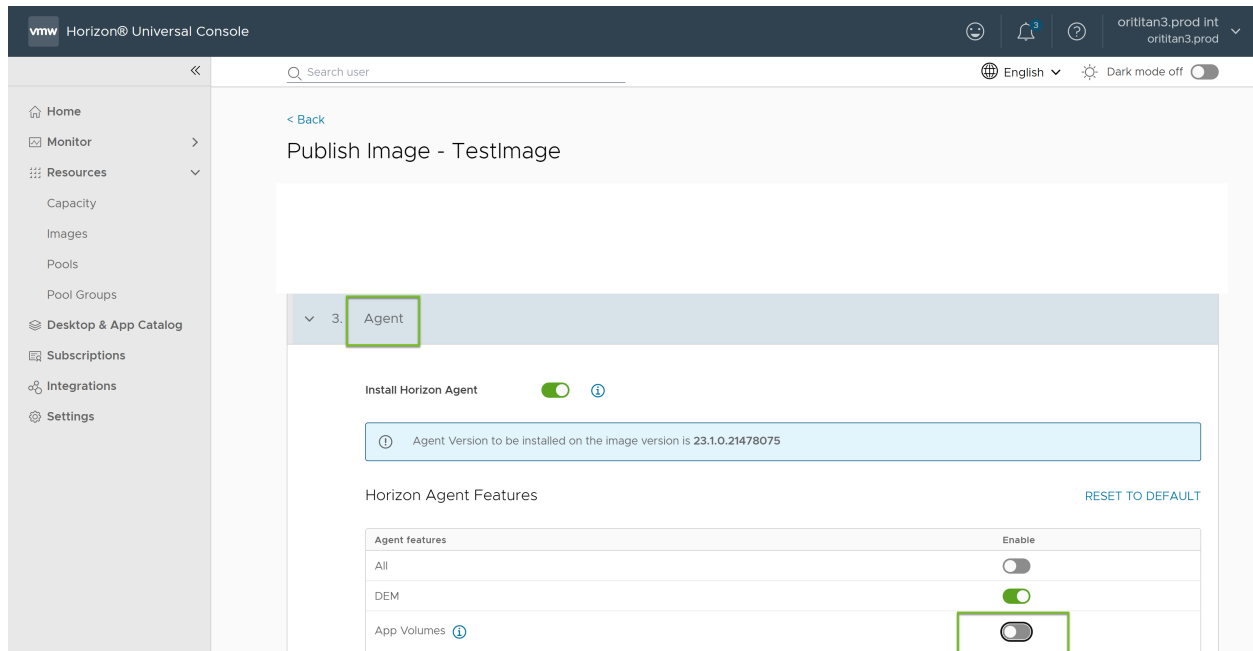 vmw Horizon® Universal Console
3
orititan3.prod int
orititan3.prod
Search user
English
Dark mode off
Home
Monitor
Resources
Capacity
Images
Pools
Pool Groups
Desktop & App Catalog
Subscriptions
Integrations
Settings
< Back
Publish Image - TestImage
3. Agent
Install Horizon Agent
Agent Version to be installed on the image version is 23.1.0.21478075
Horizon Agent Features
RESET TO DEFAULT
Agent features Enable
All
DEM
App Volumes